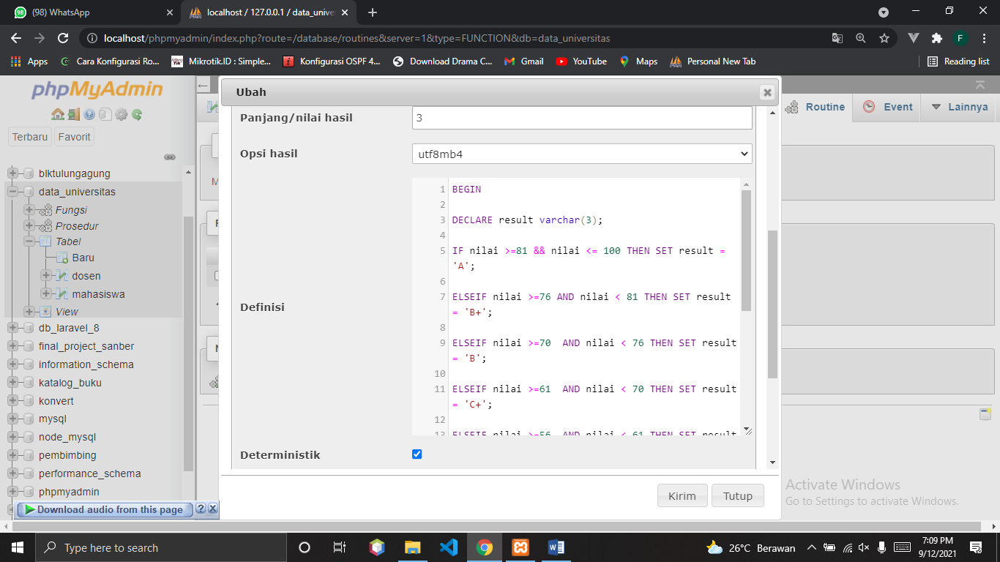 (98) WhatsApp
localhost / 127.0.0.1 / data_unive
localhost/phpmyadmin/index.php?route=/database/routines&server=1&type=FUNCTION&db=data_universitas
F
Apps
Cara Konfigurasi Ro...
Mikrotik.ID : Simple...
Konfigurasi OSPF 4...
Download Drama C...
Gmail
YouTube
Maps
Personal New Tab
Reading list
phpMyAdmin
Terbaru
Favorit
blktulungagung
data_universitas
Fungsi
Prosedur
Tabel
Baru
dosen
mahasiswa
View
db_laravel_8
final_project_sanber
information_schema
katalog_buku
konvert
mysql
node_mysql
pembimbing
performance_schema
phpmyadmin
Download audio from this page
Ubah
Routine
Event
Lainnya
Panjang/nilai hasil
3
Opsi hasil
utf8mb4
Definisi
1 BEGIN
2
3 DECLARE result varchar(3);
4
5 IF nilai >=81 && nilai <= 100 THEN SET result =
'A';
6
7 ELSEIF nilai >=76 AND nilai < 81 THEN SET result
= 'B+';
8
9 ELSEIF nilai >=70  AND nilai < 76 THEN SET result
= 'B';
10
11 ELSEIF nilai >=61  AND nilai < 70 THEN SET result
= 'C+';
12
13 ELSEIF nilai >=56  AND nilai < 61 THEN SET result
Deterministik
Kirim
Tutup
Activate Windows
Go to Settings to activate Windows.
Type here to search
26°C Berawan
7:09 PM
9/12/2021